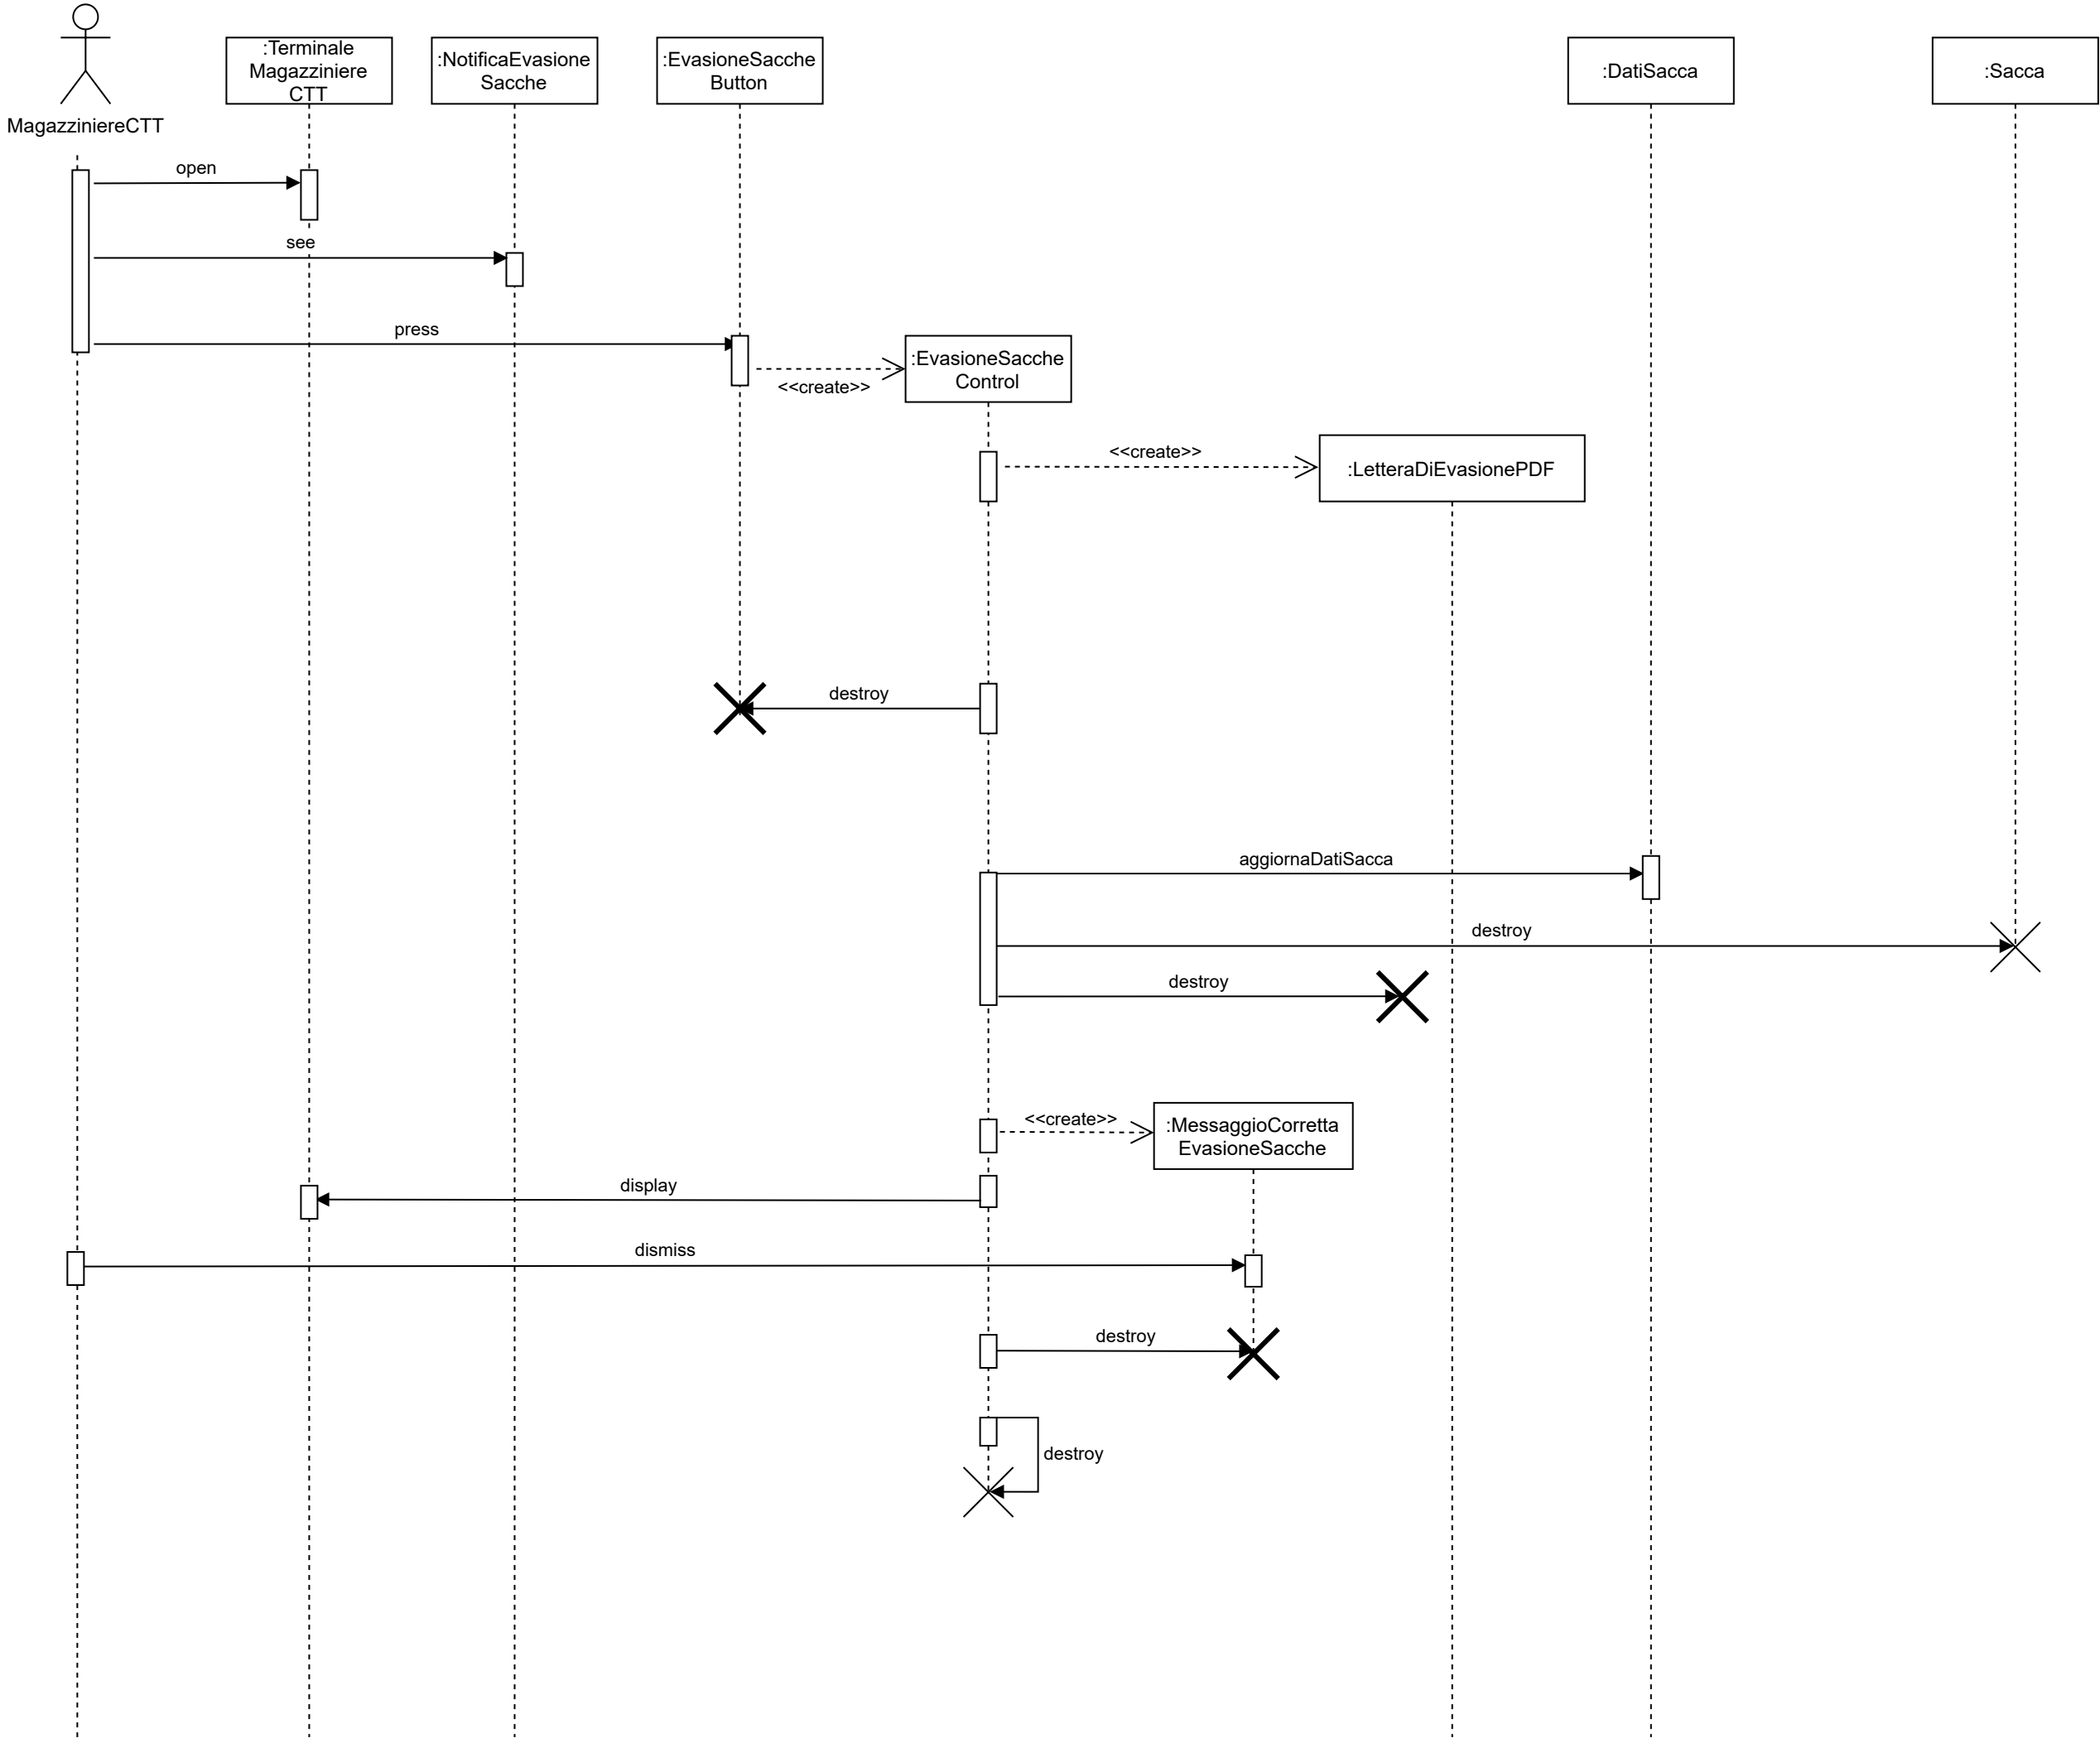 :Terminale
Magazziniere
CTT
:NotificaEvasione
Sacche
:EvasioneSacche
Button
:DatiSacca
:Sacca
MagazziniereCTT
open
see
press
:EvasioneSacche
Control
<<create>>
<<create>>
:LetteraDiEvasionePDF
destroy
aggiornaDatiSacca
destroy
destroy
<<create>>
:MessaggioCorretta
EvasioneSacche
display
dismiss
destroy
destroy